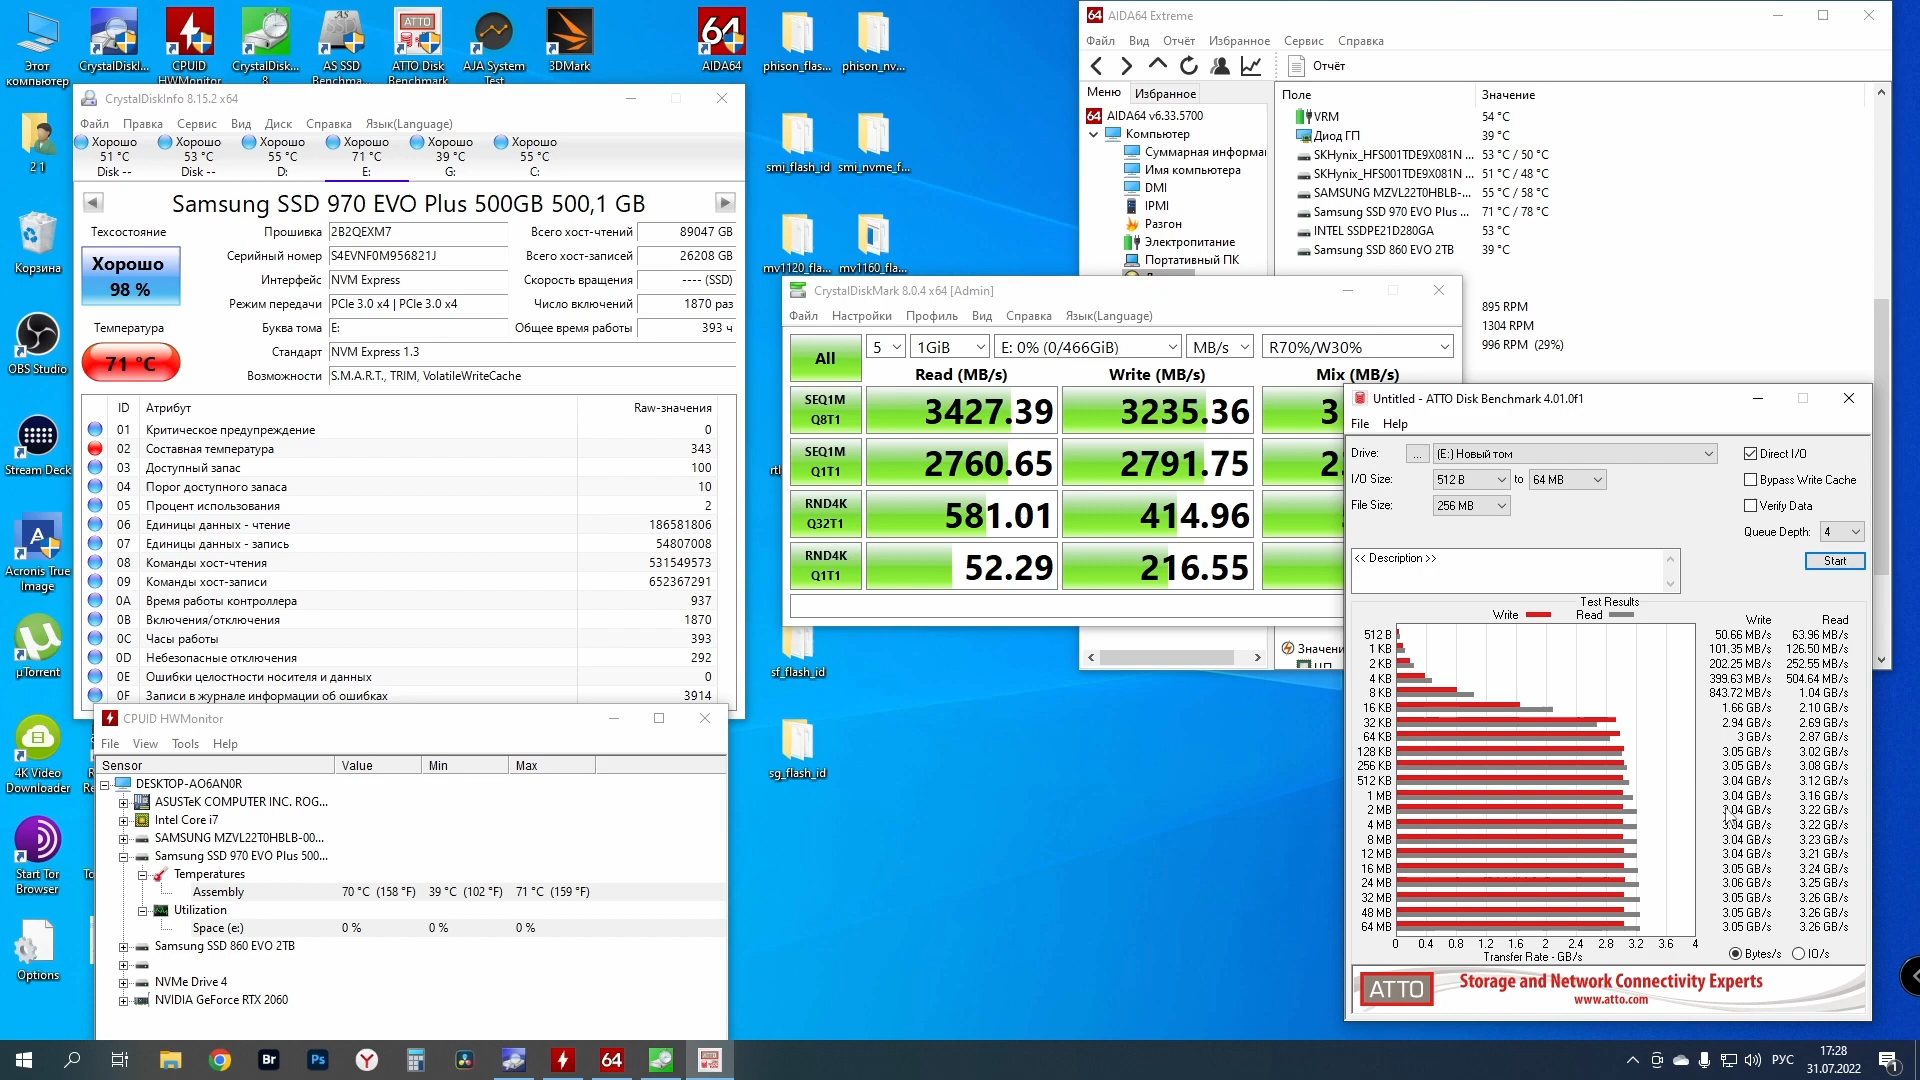 Этот
компьютер
CrystalDiskI...
CPUID
HWMonitor
CrystalDisk...
8
AS SSD
Benchma...
ATTO Disk
Benchmark
AJA System
Test
3DMark
AIDA64
phison_flas...
phison_nv...
2 1
smi_flash_id
smi_nvme_f...
Корзина
mv1120_fla...
mv1160_fla...
OBS Studio
Stream Deck
Acronis True
Image
µTorrent
sf_flash_id
4K Video
Downloader
sg_flash_id
Start Tor
Browser
Options
CrystalDiskInfo 8.15.2 x64
Файл Правка Сервис Вид Диск Справка Язык(Language)
Хорошо Хорошо Хорошо Хорошо Хорошо Хорошо
51 °C 53 °C 55 °C 71 °C 39 °C 55 °C
Disk -- Disk -- D: E: G: C:
Samsung SSD 970 EVO Plus 500GB 500,1 GB
Техсостояние
Хорошо
98 %
Температура
71 °C
Прошивка 2B2QEXM7
Серийный номер S4EVNF0M956821J
Интерфейс NVM Express
Режим передачи PCIe 3.0 x4 | PCIe 3.0 x4
Буква тома E:
Стандарт NVM Express 1.3
Возможности S.M.A.R.T., TRIM, VolatileWriteCache
Всего хост-чтений 89047 GB
Всего хост-записей 26208 GB
Скорость вращения ---- (SSD)
Число включений 1870 раз
Общее время работы 393 ч
ID Атрибут Raw-значения
01 Критическое предупреждение 0
02 Составная температура 343
03 Доступный запас 100
04 Порог доступного запаса 10
05 Процент использования 2
06 Единицы данных - чтение 186581806
07 Единицы данных - запись 54807008
08 Команды хост-чтения 531549573
09 Команды хост-записи 652367291
0A Время работы контроллера 937
0B Включения/отключения 1870
0C Часы работы 393
0D Небезопасные отключения 292
0E Ошибки целостности носителя и данных 0
0F Записи в журнале информации об ошибках 3914
CPUID HWMonitor
File View Tools Help
Sensor Value Min Max
DESKTOP-AO6AN0R
ASUSTeK COMPUTER INC. ROG...
Intel Core i7
SAMSUNG MZVL22T0HBLB-00...
Samsung SSD 970 EVO Plus 500...
Temperatures
Assembly 70 °C (158 °F) 39 °C (102 °F) 71 °C (159 °F)
Utilization
Space (e:) 0 % 0 % 0 %
Samsung SSD 860 EVO 2TB
NVMe Drive 4
NVIDIA GeForce RTX 2060
AIDA64 Extreme
Файл Вид Отчёт Избранное Сервис Справка
Отчёт
Меню Избранное
AIDA64 v6.33.5700
Компьютер
Суммарная информа
Имя компьютера
DMI
IPMI
Разгон
Электропитание
Портативный ПК
Поле Значение
VRM 54 °C
Диод ГП 39 °C
SKHynix_HFS001TDE9X081N ... 53 °C / 50 °C
SKHynix_HFS001TDE9X081N ... 51 °C / 48 °C
SAMSUNG MZVL22T0HBLB-... 55 °C / 58 °C
Samsung SSD 970 EVO Plus ... 71 °C / 78 °C
INTEL SSDPE21D280GA 53 °C
Samsung SSD 860 EVO 2TB 39 °C
895 RPM
1304 RPM
996 RPM (29%)
CrystalDiskMark 8.0.4 x64 [Admin]
Файл Настройки Профиль Вид Справка Язык(Language)
All 5 1GiB E: 0% (0/466GiB) MB/s R70%/W30%
Read (MB/s) Write (MB/s) Mix (MB/s)
SEQ1M
Q8T1 3427.39 3235.36 3
SEQ1M
Q1T1 2760.65 2791.75 2
RND4K
Q32T1 581.01 414.96
RND4K
Q1T1 52.29 216.55
Untitled - ATTO Disk Benchmark 4.01.0f1
File Help
Drive: ... (E:) Новый том
I/O Size: 512 B to 64 MB
File Size: 256 MB
Direct I/O
Bypass Write Cache
Verify Data
Queue Depth: 4
Start
<< Description >>
Test Results
Write Read
Write Read
512 B 50.66 MB/s 63.96 MB/s
1 KB 101.35 MB/s 126.50 MB/s
2 KB 202.25 MB/s 252.55 MB/s
4 KB 399.63 MB/s 504.64 MB/s
8 KB 843.72 MB/s 1.04 GB/s
16 KB 1.66 GB/s 2.10 GB/s
32 KB 2.94 GB/s 2.69 GB/s
64 KB 3 GB/s 2.87 GB/s
128 KB 3.05 GB/s 3.02 GB/s
256 KB 3.05 GB/s 3.08 GB/s
512 KB 3.04 GB/s 3.12 GB/s
1 MB 3.04 GB/s 3.16 GB/s
2 MB 3.04 GB/s 3.22 GB/s
4 MB 3.04 GB/s 3.22 GB/s
8 MB 3.04 GB/s 3.23 GB/s
12 MB 3.04 GB/s 3.21 GB/s
16 MB 3.05 GB/s 3.24 GB/s
24 MB 3.06 GB/s 3.25 GB/s
32 MB 3.05 GB/s 3.26 GB/s
48 MB 3.05 GB/s 3.26 GB/s
64 MB 3.05 GB/s 3.26 GB/s
0 0.4 0.8 1.2 1.6 2 2.4 2.8 3.2 3.6 4
Transfer Rate - GB/s
Bytes/s IO/s
ATTO
Storage and Network Connectivity Experts
www.atto.com
РУС
17:28
31.07.2022